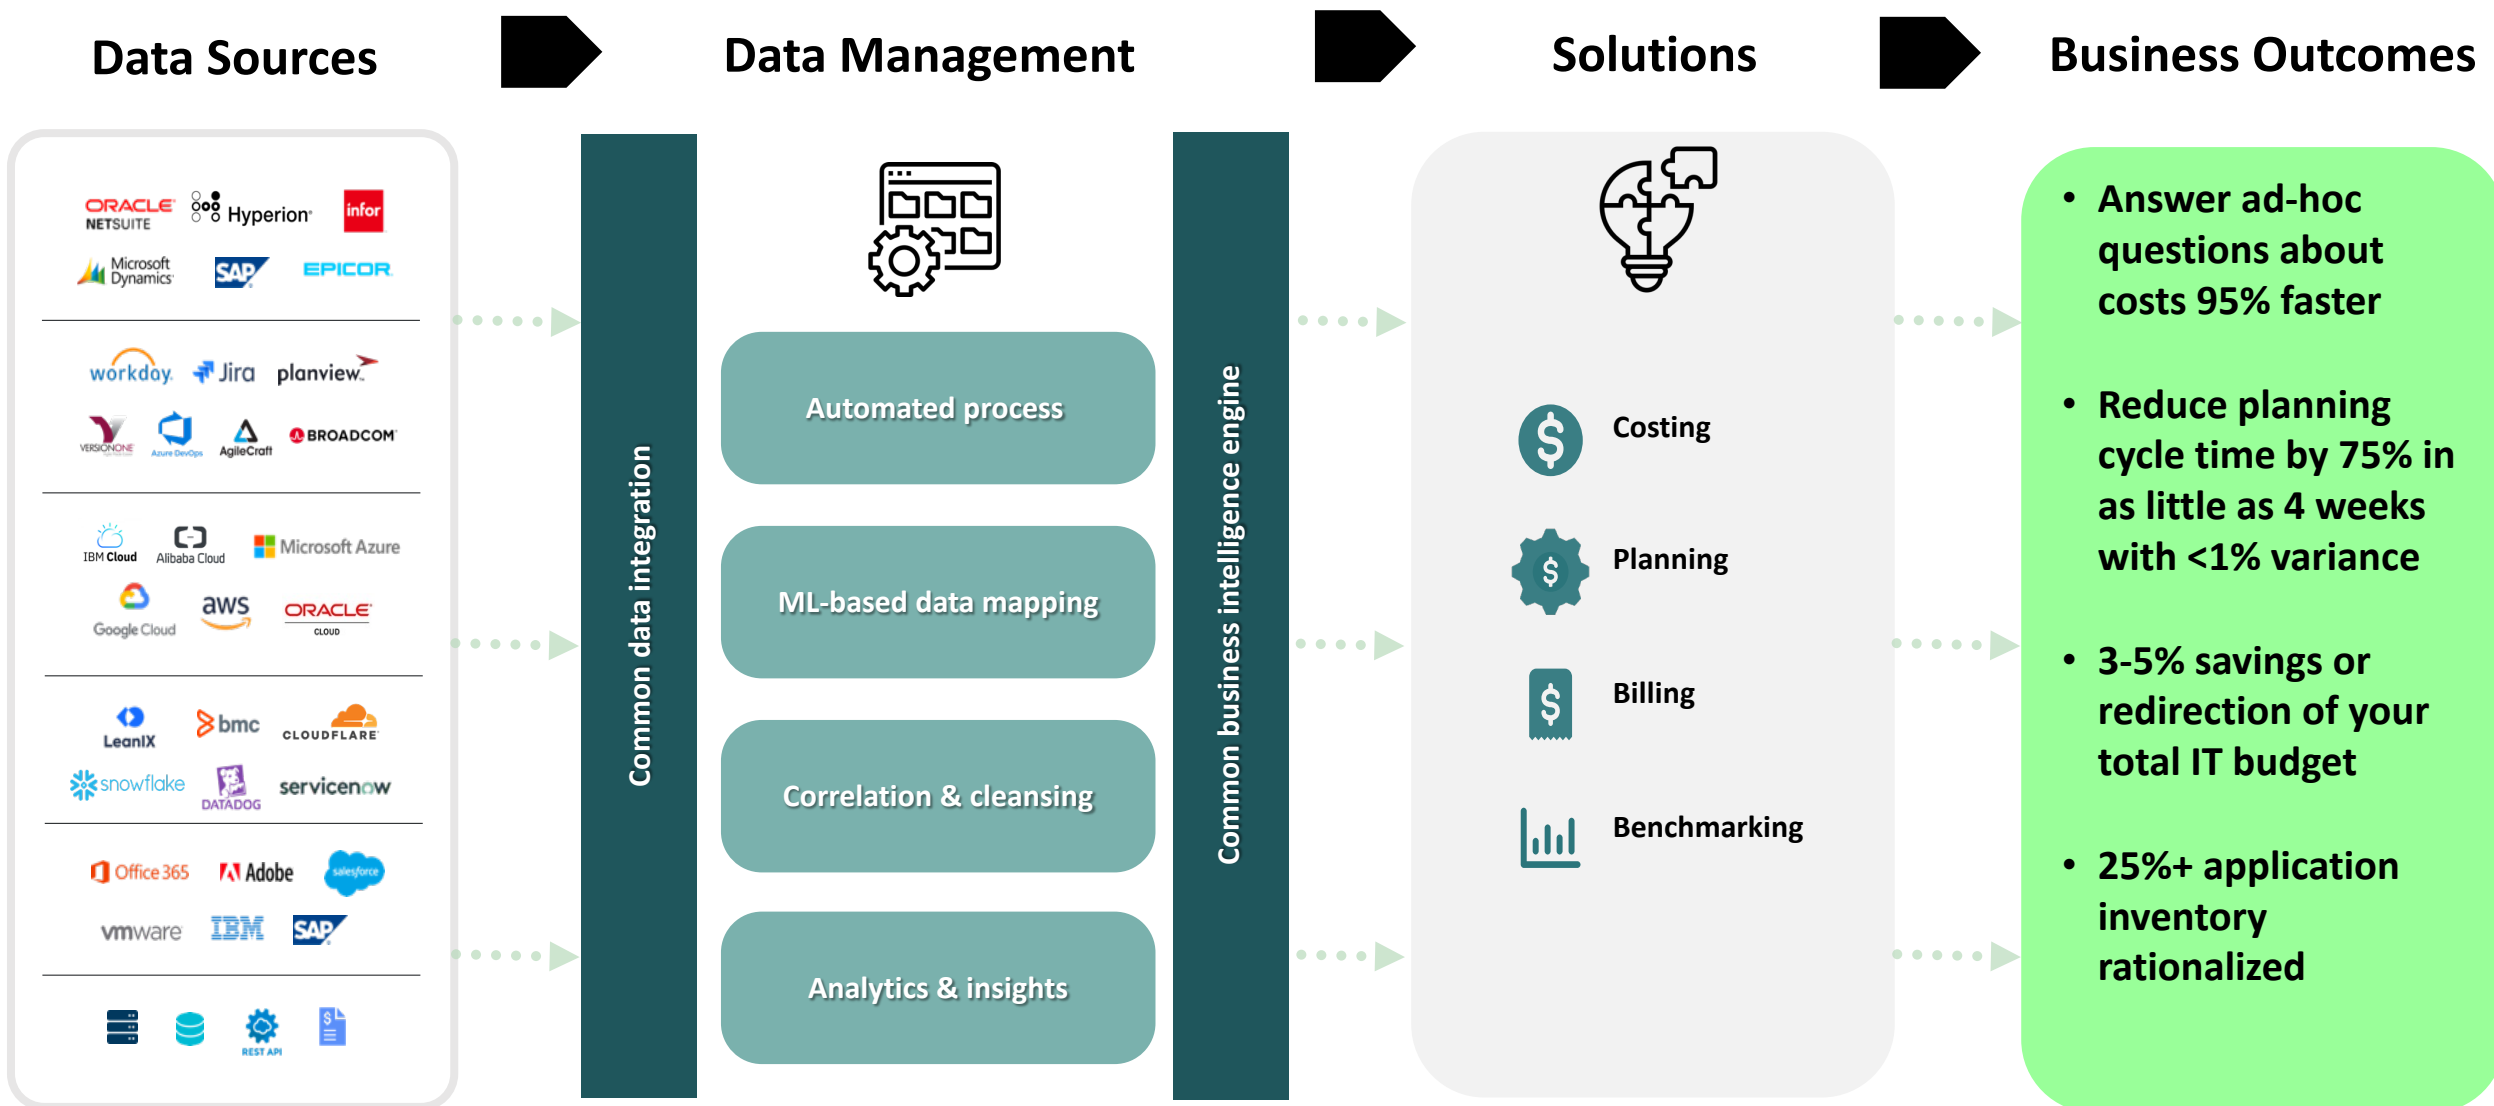 Data Sources
Data Management
Solutions
Business Outcomes
ORACLE
NETSUITE
Hyperion
infor
Microsoft
Dynamics
SAP
EPICOR
workday.
Jira
planview
VERSIONONE
Azure DevOps
AgileCraft
BROADCOM
IBM Cloud
Alibaba Cloud
Microsoft Azure
Google Cloud
aws
ORACLE
CLOUD
LeanIX
bmc
CLOUDFLARE
snowflake
DATADOG
servicenow
Office 365
Adobe
salesforce
vmware
IBM
SAP
REST API
Common data integration
Automated process
ML-based data mapping
Correlation & cleansing
Analytics & insights
Common business intelligence engine
Costing
Planning
Billing
Benchmarking
• Answer ad-hoc
questions about
costs 95% faster
• Reduce planning
cycle time by 75% in
as little as 4 weeks
with <1% variance
• 3-5% savings or
redirection of your
total IT budget
• 25%+ application
inventory
rationalized